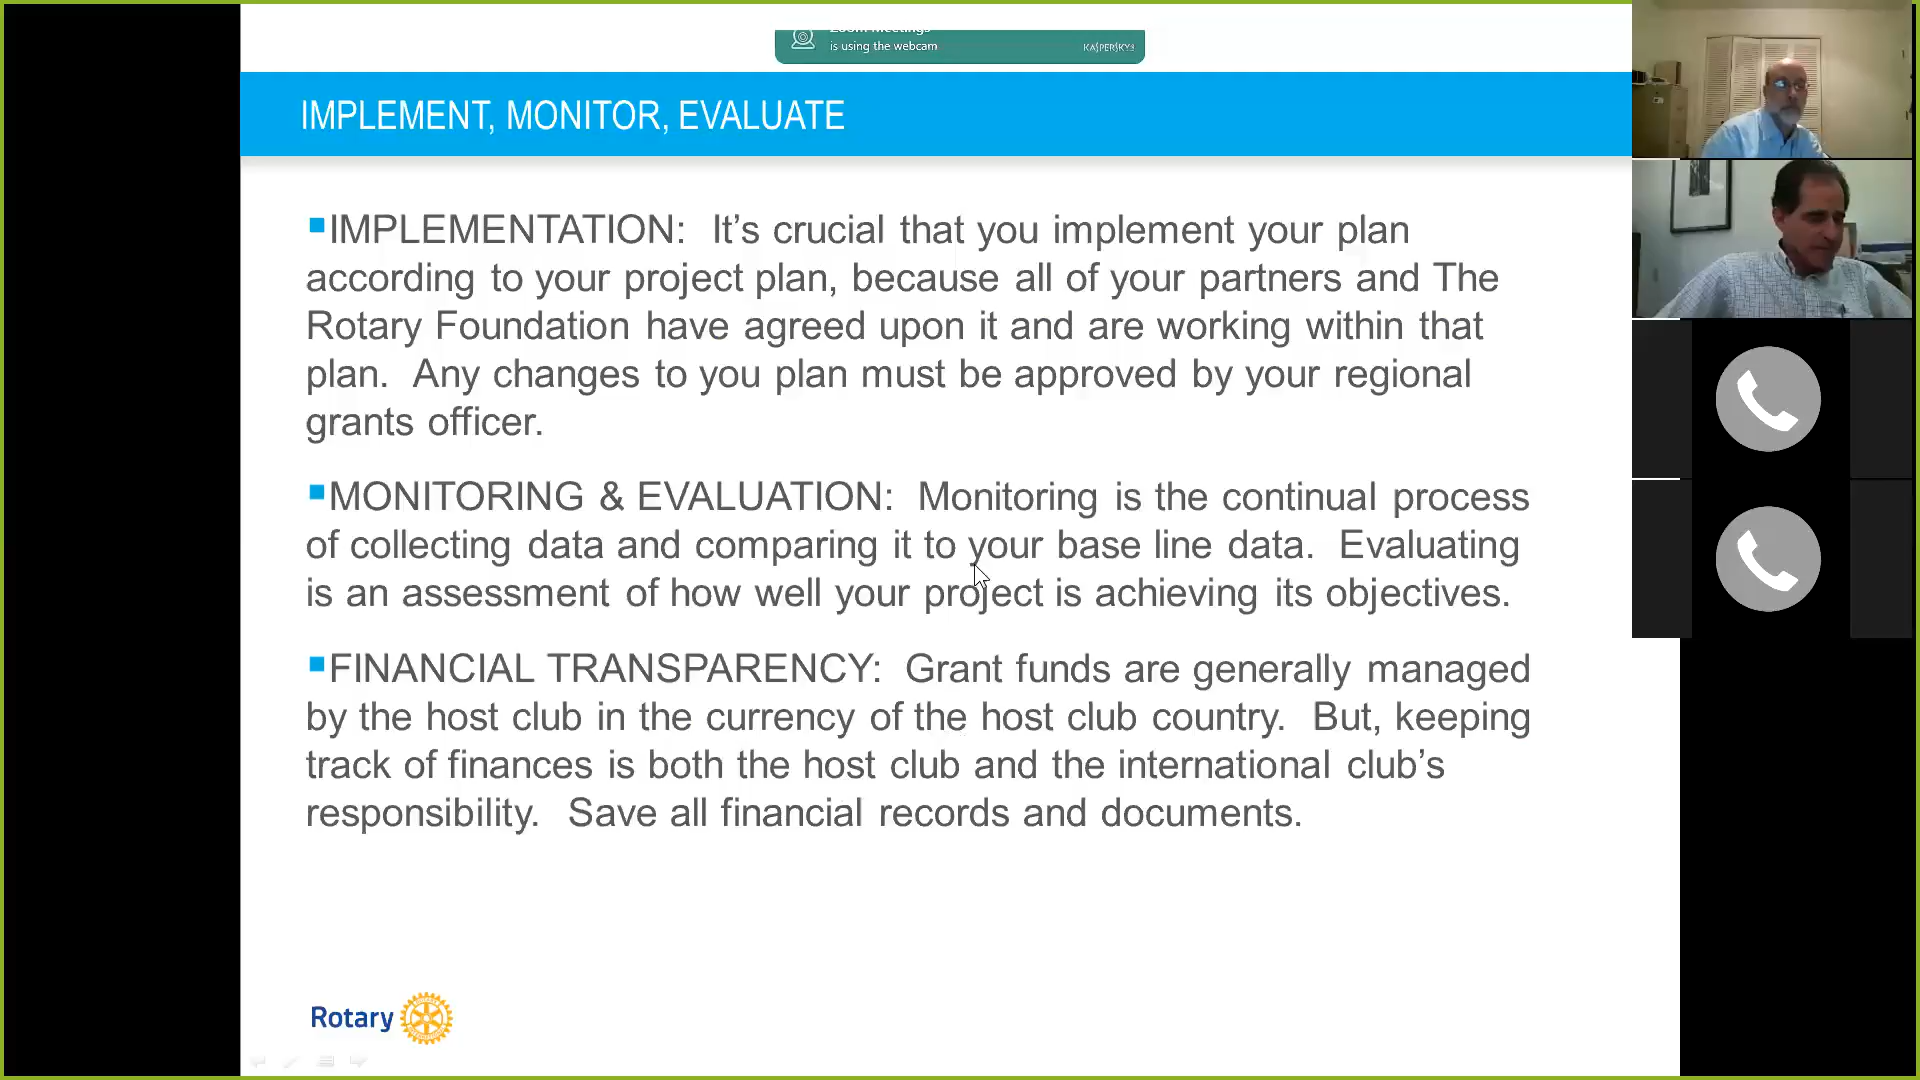 Zoom Meetings
is using the webcam
KASPERSKY
IMPLEMENT, MONITOR, EVALUATE
▪IMPLEMENTATION: It’s crucial that you implement your plan
according to your project plan, because all of your partners and The
Rotary Foundation have agreed upon it and are working within that
plan. Any changes to you plan must be approved by your regional
grants officer.
▪MONITORING & EVALUATION: Monitoring is the continual process
of collecting data and comparing it to your base line data. Evaluating
is an assessment of how well your project is achieving its objectives.
▪FINANCIAL TRANSPARENCY: Grant funds are generally managed
by the host club in the currency of the host club country. But, keeping
track of finances is both the host club and the international club’s
responsibility. Save all financial records and documents.
Rotary